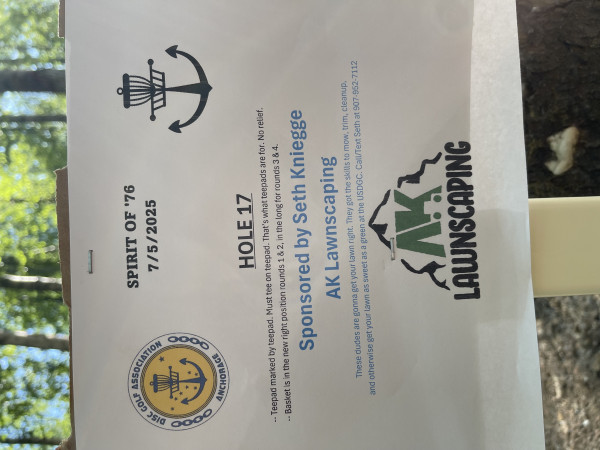 DISC GOLF ASSOCIATION
ANCHORAGE
SPIRIT OF '76
7/5/2025
HOLE 17
-- Teepad marked by teepad. Must tee on teepad. That's what teepads are for. No relief.
-- Basket is in the new right position rounds 1 & 2, in the long for rounds 3 & 4.
Sponsored by Seth Kniegge
AK Lawnscaping
These dudes are gonna get your lawn right. They got the skills to mow, trim, cleanup,
and otherwise get your lawn as sweet as a green at the USDGC. Call/Text Seth at 907-952-7112
AK
LAWNSCAPING